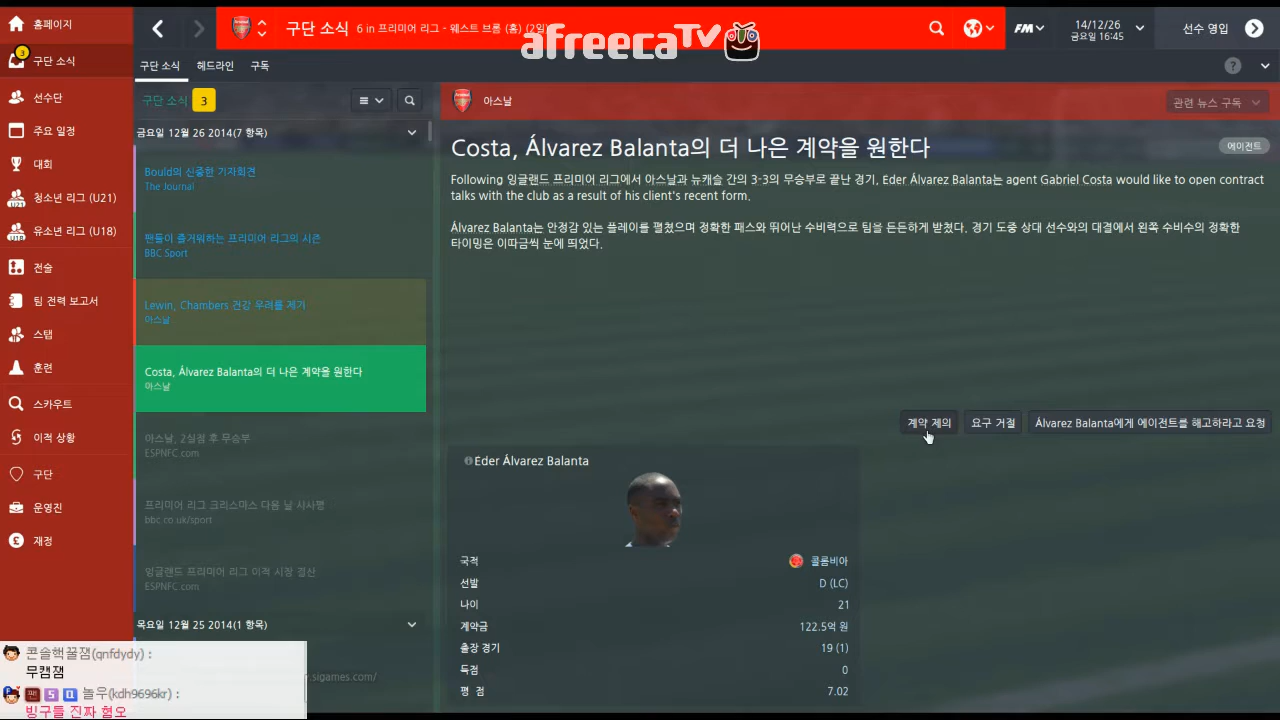 홈페이지
3
구단 소식
선수단
주요 일정
대회
청소년 리그 (U21)
유소년 리그 (U18)
전술
팀 전력 보고서
스탭
훈련
스카우트
이적 상황
구단
운영진
재정
구단 소식 6 in 프리미어 리그 - 웨스트 브롬 (홈) (2일)
afreecaTV
FM
14/12/26
금요일 16:45
선수 영입
구단 소식 헤드라인 구독
구단 소식 3
금요일 12월 26 2014(7 항목)
Bould의 신중한 기자회견
The Journal
팬들이 즐거워하는 프리미어 리그의 시즌
BBC Sport
Lewin, Chambers 건강 우려를 제기
아스날
Costa, Álvarez Balanta의 더 나은 계약을 원한다
아스날
아스날, 2실점 후 무승부
ESPNFC.com
프리미어 리그 크리스마스 다음 날 사사평
bbc.co.uk/sport
잉글랜드 프리미어 리그 이적 시장 결산
ESPNFC.com
목요일 12월 25 2014(1 항목)
.sigames.com/
아스날
관련 뉴스 구독
Costa, Álvarez Balanta의 더 나은 계약을 원한다
에이전트
Following 잉글랜드 프리미어 리그에서 아스날과 뉴캐슬 간의 3-3의 무승부로 끝난 경기, Eder Álvarez Balanta는 agent Gabriel Costa would like to open contract
talks with the club as a result of his client's recent form.
Álvarez Balanta는 안정감 있는 플레이를 펼쳤으며 정확한 패스와 뛰어난 수비력으로 팀을 든든하게 받쳤다. 경기 도중 상대 선수와의 대결에서 왼쪽 수비수의 정확한
타이밍은 이따금씩 눈에 띄었다.
계약 제의
요구 거절
Álvarez Balanta에게 에이전트를 해고하라고 요청
Eder Álvarez Balanta
국적 콜롬비아
선발 D (LC)
나이 21
계약금 122.5억 원
출장 경기 19 (1)
득점 0
평 점 7.02
콘솔핵꿀잼(qnfdydy) :
무캠잼
팬 5 놀우(kdh9696kr) :
빙구들 진짜 혐오